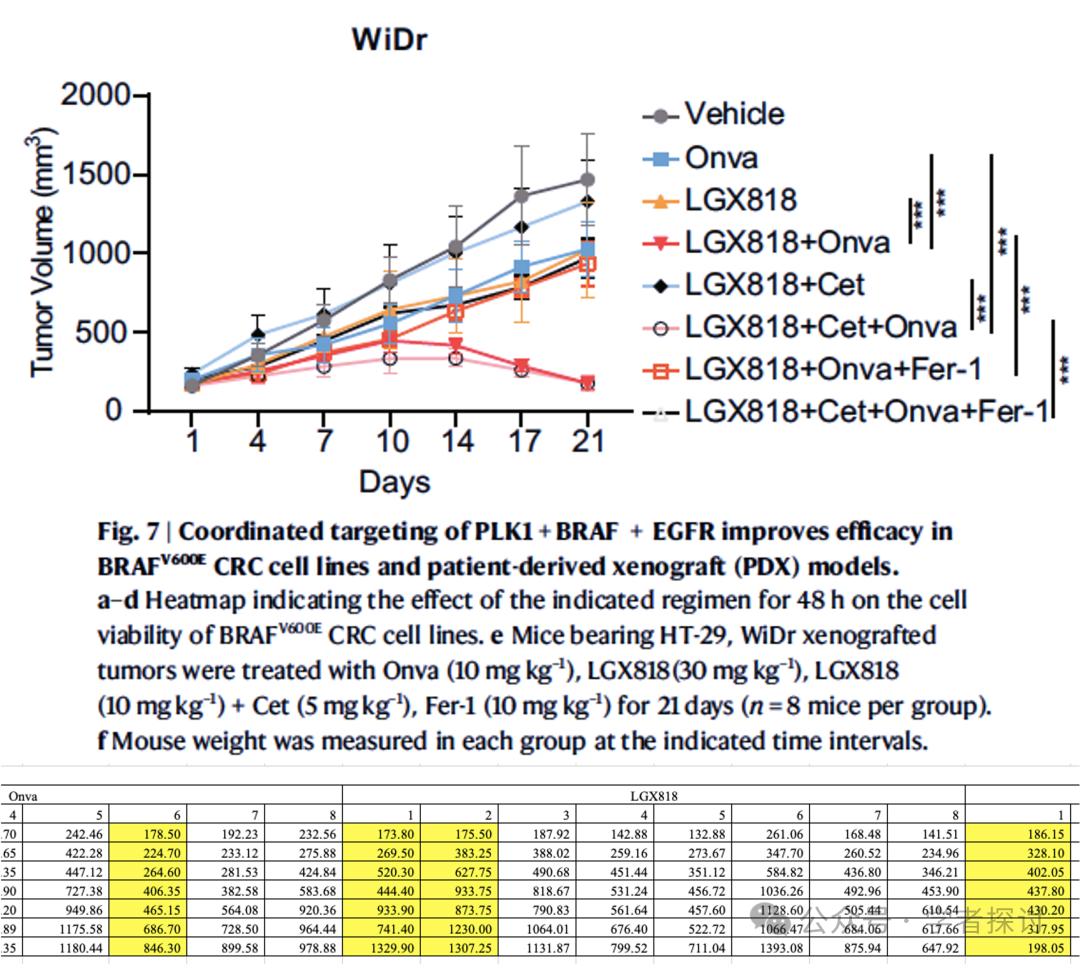 WiDr
Tumor Volume (mm³)
2000
1500
1000
500
0
1 4 7 10 14 17 21
Days
Vehicle
Onva
LGX818
LGX818+Onva
LGX818+Cet
LGX818+Cet+Onva
LGX818+Onva+Fer-1
LGX818+Cet+Onva+Fer-1
***
***
***
***
***
***
Fig. 7 | Coordinated targeting of PLK1 + BRAF + EGFR improves efficacy in
BRAFV600E CRC cell lines and patient-derived xenograft (PDX) models.
a–d Heatmap indicating the effect of the indicated regimen for 48 h on the cell
viability of BRAFV600E CRC cell lines. e Mice bearing HT-29, WiDr xenografted
tumors were treated with Onva (10 mg kg⁻¹), LGX818 (30 mg kg⁻¹), LGX818
(10 mg kg⁻¹) + Cet (5 mg kg⁻¹), Fer-1 (10 mg kg⁻¹) for 21 days (n = 8 mice per group).
f Mouse weight was measured in each group at the indicated time intervals.
Onva LGX818
4 5 6 7 8 1 2 3 4 5 6 7 8 1
.70 242.46 178.50 192.23 232.56 173.80 175.50 187.92 142.88 132.88 261.06 168.48 141.51 186.15
.65 422.28 224.70 233.12 275.88 269.50 383.25 388.02 259.16 273.67 347.70 260.52 234.96 328.10
.35 447.12 264.60 281.53 424.84 520.30 627.75 490.68 451.44 351.12 584.82 436.80 346.21 402.05
.90 727.38 406.35 382.58 583.68 444.40 933.75 818.67 531.24 456.72 1036.26 492.96 453.90 437.80
.20 949.86 465.15 564.08 920.36 933.90 873.75 790.83 561.64 457.60 1128.60 505.44 610.54 430.20
.89 1175.58 686.70 728.50 964.44 741.40 1230.00 1064.01 676.40 522.72 1066.47 684.06 617.66 317.95
.35 1180.44 846.30 899.58 978.88 1329.90 1307.25 1131.87 799.52 711.04 1393.08 875.94 647.92 198.05
公众号 · 学者探讨